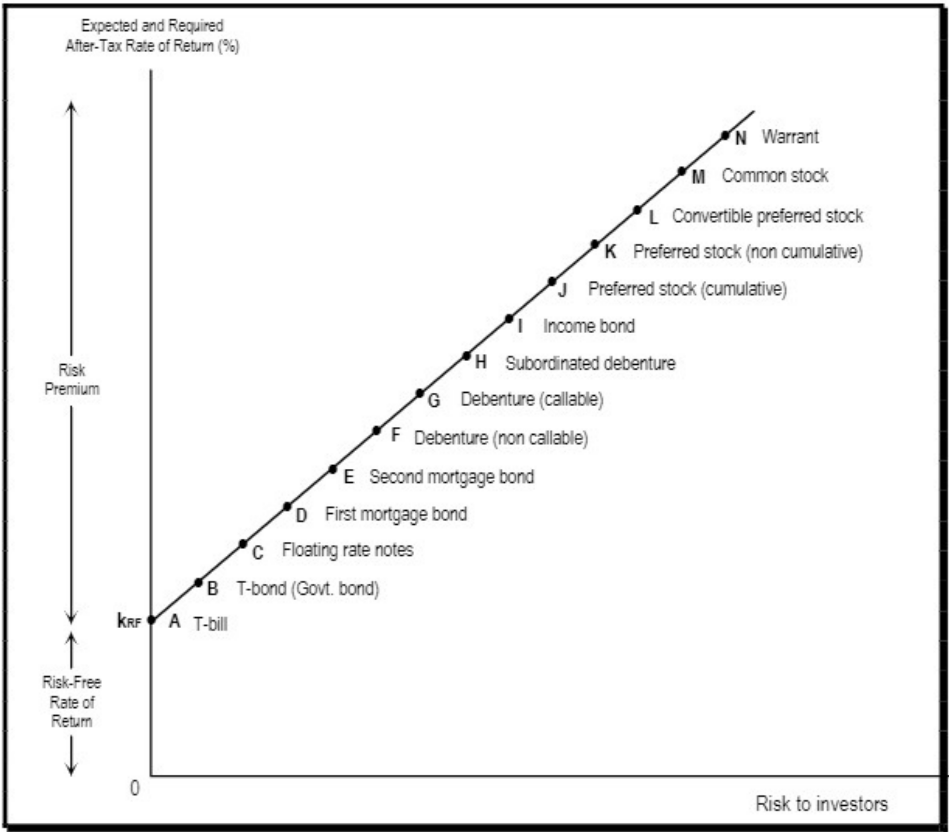 Expected and Required
After-Tax Rate of Return (%)
N Warrant
M Common stock
L Convertible preferred stock
K Preferred stock (non cumulative)
J Preferred stock (cumulative)
I Income bond
H Subordinated debenture
Risk
Premium
G Debenture (callable)
F Debenture (non callable)
E Second mortgage bond
D First mortgage bond
C Floating rate notes
B T-bond (Govt. bond)
kRF A T-bill
Risk-Free
Rate of
Return
0
Risk to investors